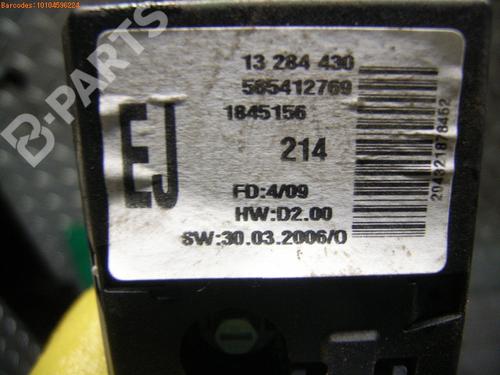 Barcodes:10104596224
B-PARTS
13 284 430
565412769
1845156
EJ
214
FD:4/09
HW:D2.00
SW:30.03.2006/0